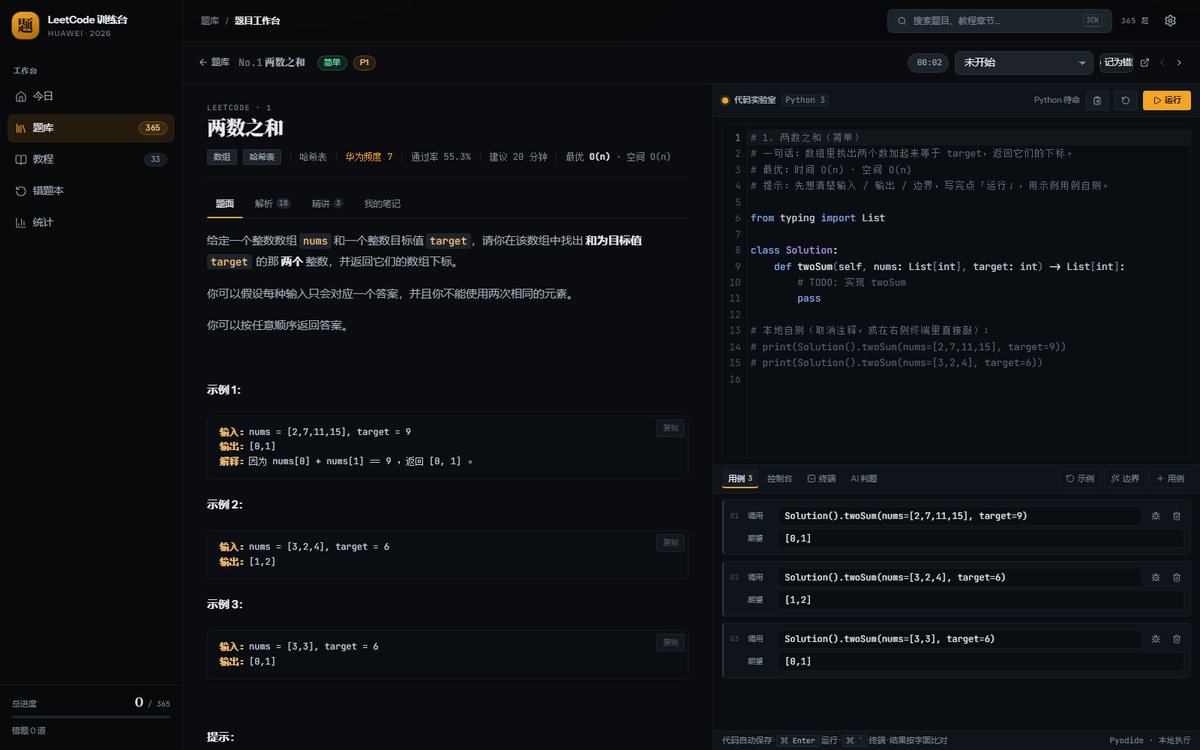 题
LeetCode 训练台
HUAWEI · 2026
工作台
今日
题库 365
教程 33
错题本
统计
总进度 0 / 365
错题 0 道
题库 / 题目工作台
搜索题目、教程章节… ⌘K
365 题
← 题库 No.1 两数之和 简单 P1
00:02 未开始 记为错
LEETCODE · 1
两数之和
数组 哈希表 哈希表 华为频度 7 通过率 55.3% 建议 20 分钟 最优 O(n) · 空间 O(n)
题面 解析 18 精讲 3 我的笔记
给定一个整数数组 nums 和一个整数目标值 target，请你在该数组中找出 和为目标值
target 的那 两个 整数，并返回它们的数组下标。
你可以假设每种输入只会对应一个答案，并且你不能使用两次相同的元素。
你可以按任意顺序返回答案。
示例 1：
复制
输入：nums = [2,7,11,15], target = 9
输出：[0,1]
解释：因为 nums[0] + nums[1] == 9 ，返回 [0, 1] 。
示例 2：
复制
输入：nums = [3,2,4], target = 6
输出：[1,2]
示例 3：
复制
输入：nums = [3,3], target = 6
输出：[0,1]
提示：
代码实验室 Python 3
Python 待命 运行
1 # 1. 两数之和（简单）
2 # 一句话：数组里找出两个数加起来等于 target，返回它们的下标。
3 # 最优：时间 O(n) · 空间 O(n)
4 # 提示：先想清楚输入 / 输出 / 边界，写完点「运行」，用示例用例自测。
5
6 from typing import List
7
8 class Solution:
9 def twoSum(self, nums: List[int], target: int) -> List[int]:
10 # TODO: 实现 twoSum
11 pass
12
13 # 本地自测（取消注释，或在右侧终端里直接敲）：
14 # print(Solution().twoSum(nums=[2,7,11,15], target=9))
15 # print(Solution().twoSum(nums=[3,2,4], target=6))
16
用例 3 控制台 终端 AI 判题
示例 边界 + 用例
01 调用 Solution().twoSum(nums=[2,7,11,15], target=9)
期望 [0,1]
02 调用 Solution().twoSum(nums=[3,2,4], target=6)
期望 [1,2]
03 调用 Solution().twoSum(nums=[3,3], target=6)
期望 [0,1]
代码自动保存 · ⌘ Enter 运行 · ⌘ ` 终端 · 结果按字面比对
Pyodide · 本地执行